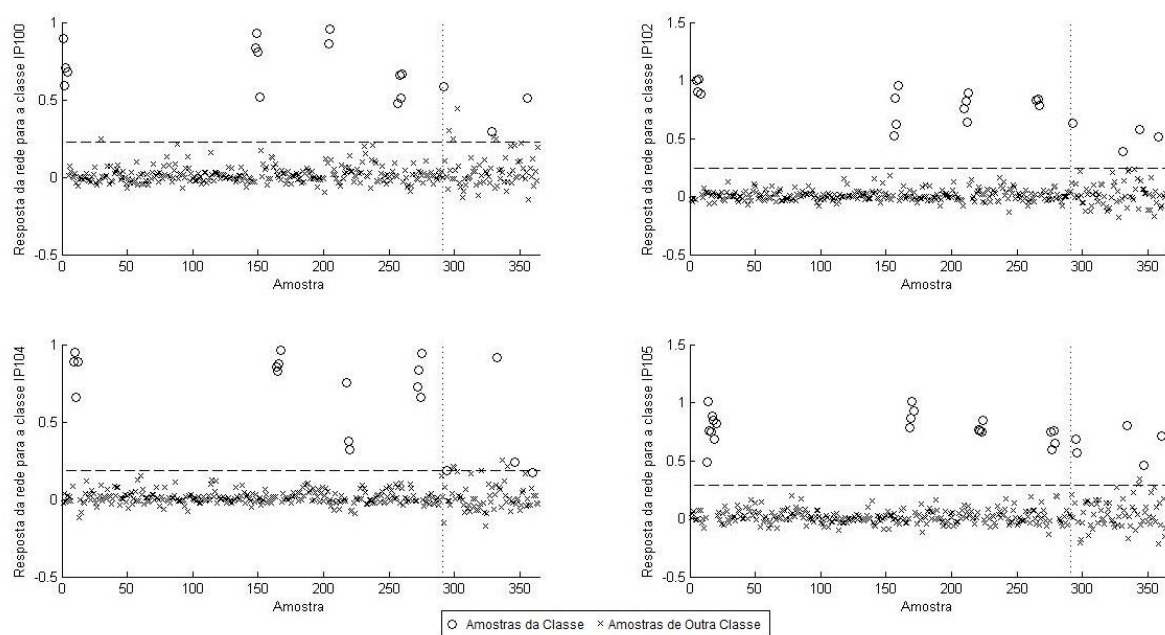 Resposta da rede para a classe IP100
1
0.5
0
-0.5
0 50 100 150 200 250 300 350
Amostra
Resposta da rede para a classe IP102
1.5
1
0.5
0
-0.5
0 50 100 150 200 250 300 350
Amostra
Resposta da rede para a classe IP104
1
0.5
0
-0.5
0 50 100 150 200 250 300 350
Amostra
Resposta da rede para a classe IP105
1.5
1
0.5
0
-0.5
0 50 100 150 200 250 300 350
Amostra
Amostras da Classe Amostras de Outra Classe